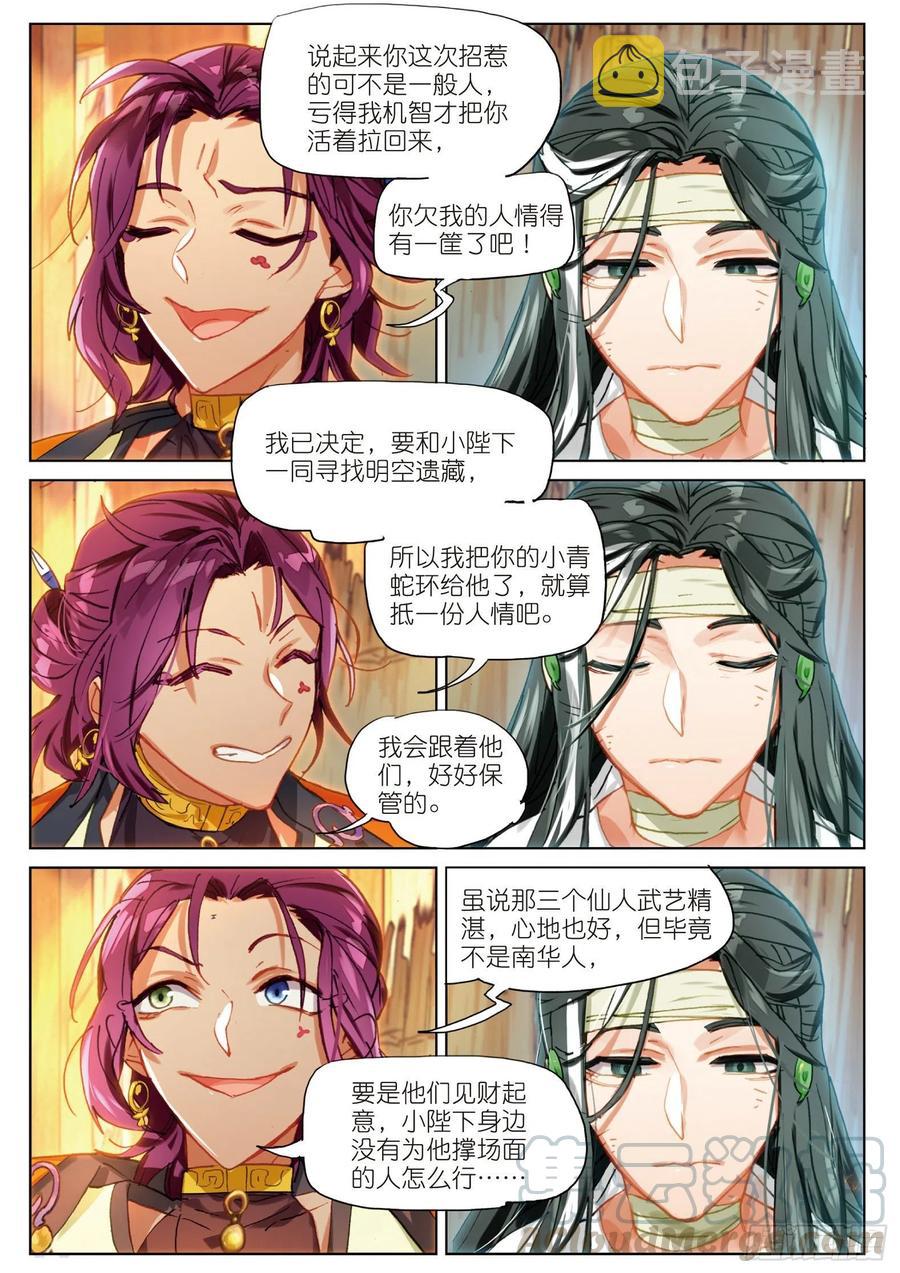 说起来你这次招惹
的可不是一般人，
亏得我机智才把你
活着拉回来，
包子漫畫
你欠我的人情得
有一筐了吧！
我已决定，要和小陛下
一同寻找明空遗藏，
所以我把你的小青
蛇环给他了，就算
抵一份人情吧。
我会跟着他
们，好好保
管的。
虽说那三个仙人武艺精
湛，心地也好，但毕竟
不是南华人，
要是他们见财起
意，小陛下身边
没有为他撑场面
的人怎么行……
AcloudMerge.com